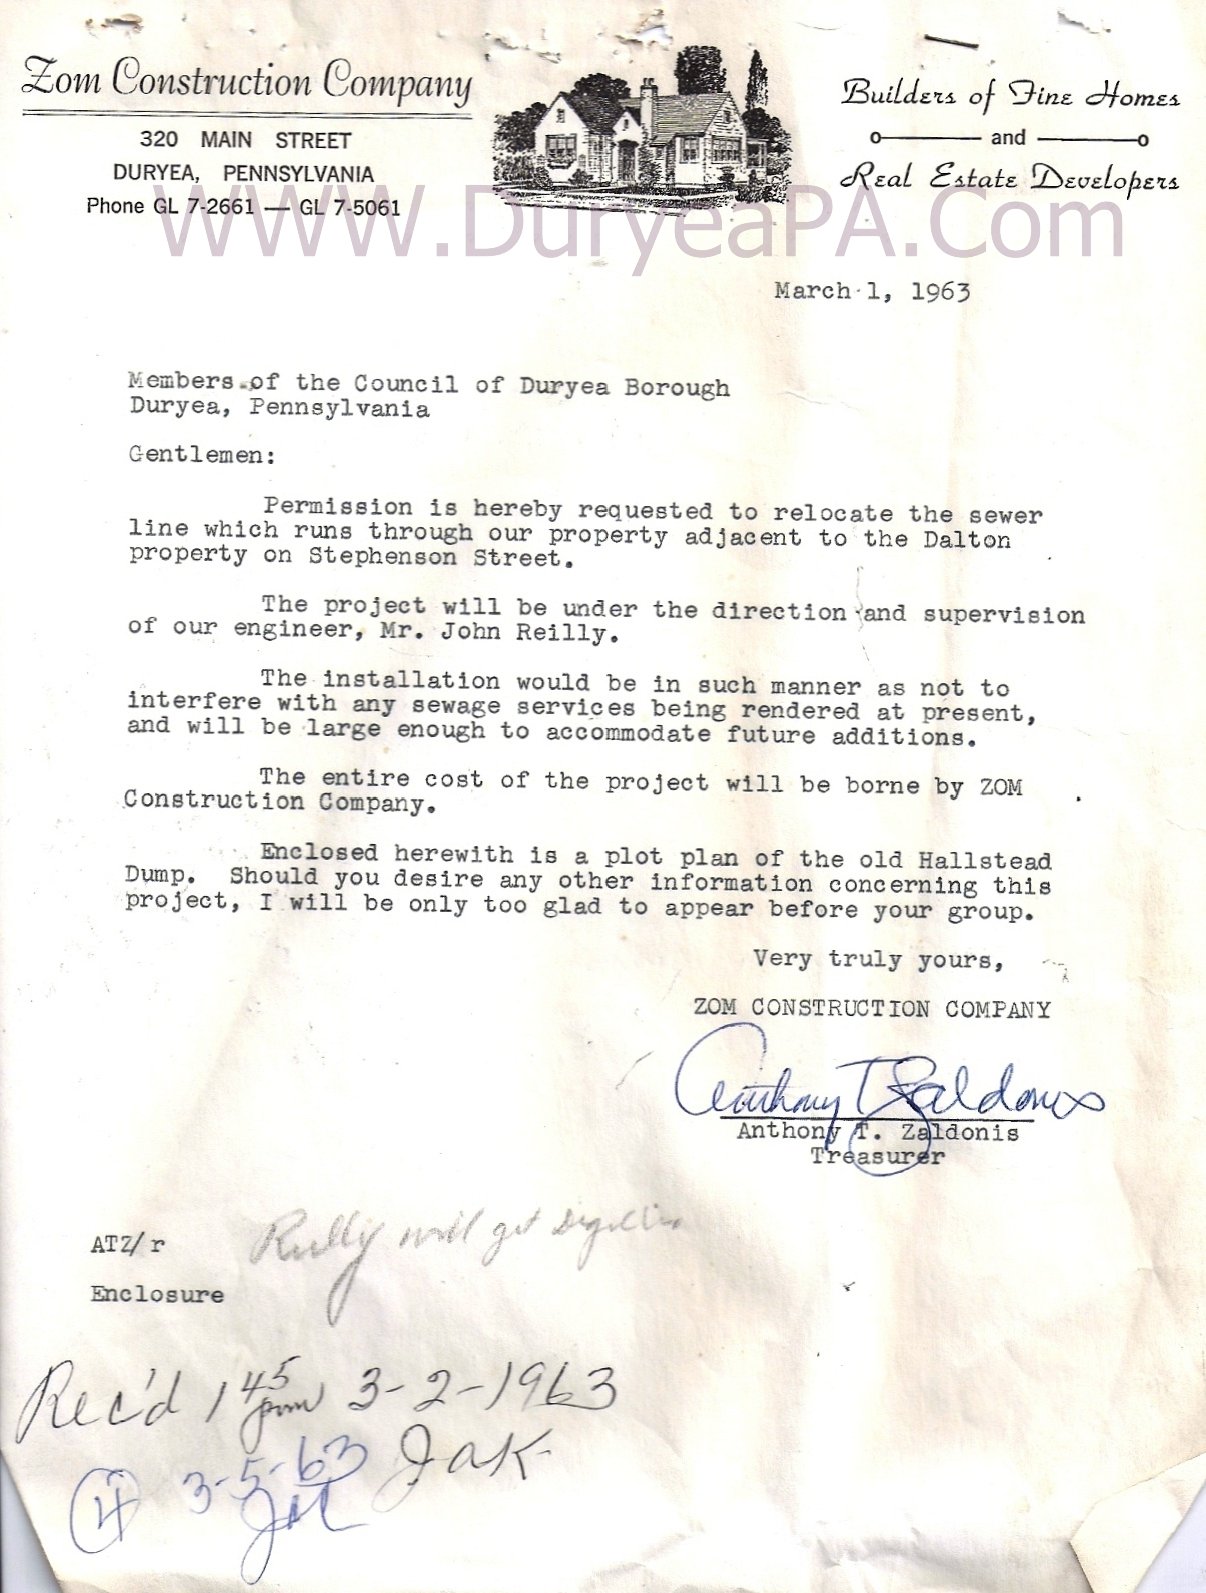 Zom Construction Company
320 MAIN STREET
DURYEA, PENNSYLVANIA
Phone GL 7-2661 — GL 7-5061
Builders of Fine Homes
and
Real Estate Developers
WWW.DuryeaPA.Com
March 1, 1963
Members of the Council of Duryea Borough
Duryea, Pennsylvania
Gentlemen:
Permission is hereby requested to relocate the sewer
line which runs through our property adjacent to the Dalton
property on Stephenson Street.
The project will be under the direction and supervision
of our engineer, Mr. John Reilly.
The installation would be in such manner as not to
interfere with any sewage services being rendered at present,
and will be large enough to accommodate future additions.
The entire cost of the project will be borne by ZOM
Construction Company.
Enclosed herewith is a plot plan of the old Hallstead
Dump. Should you desire any other information concerning this
project, I will be only too glad to appear before your group.
Very truly yours,
ZOM CONSTRUCTION COMPANY
Anthony T Zaldonis
Anthony T. Zaldonis
Treasurer
ATZ/r
will get
Enclosure
Rec'd 1 45 pm 3-2-1963
JaK
4 3-5-63